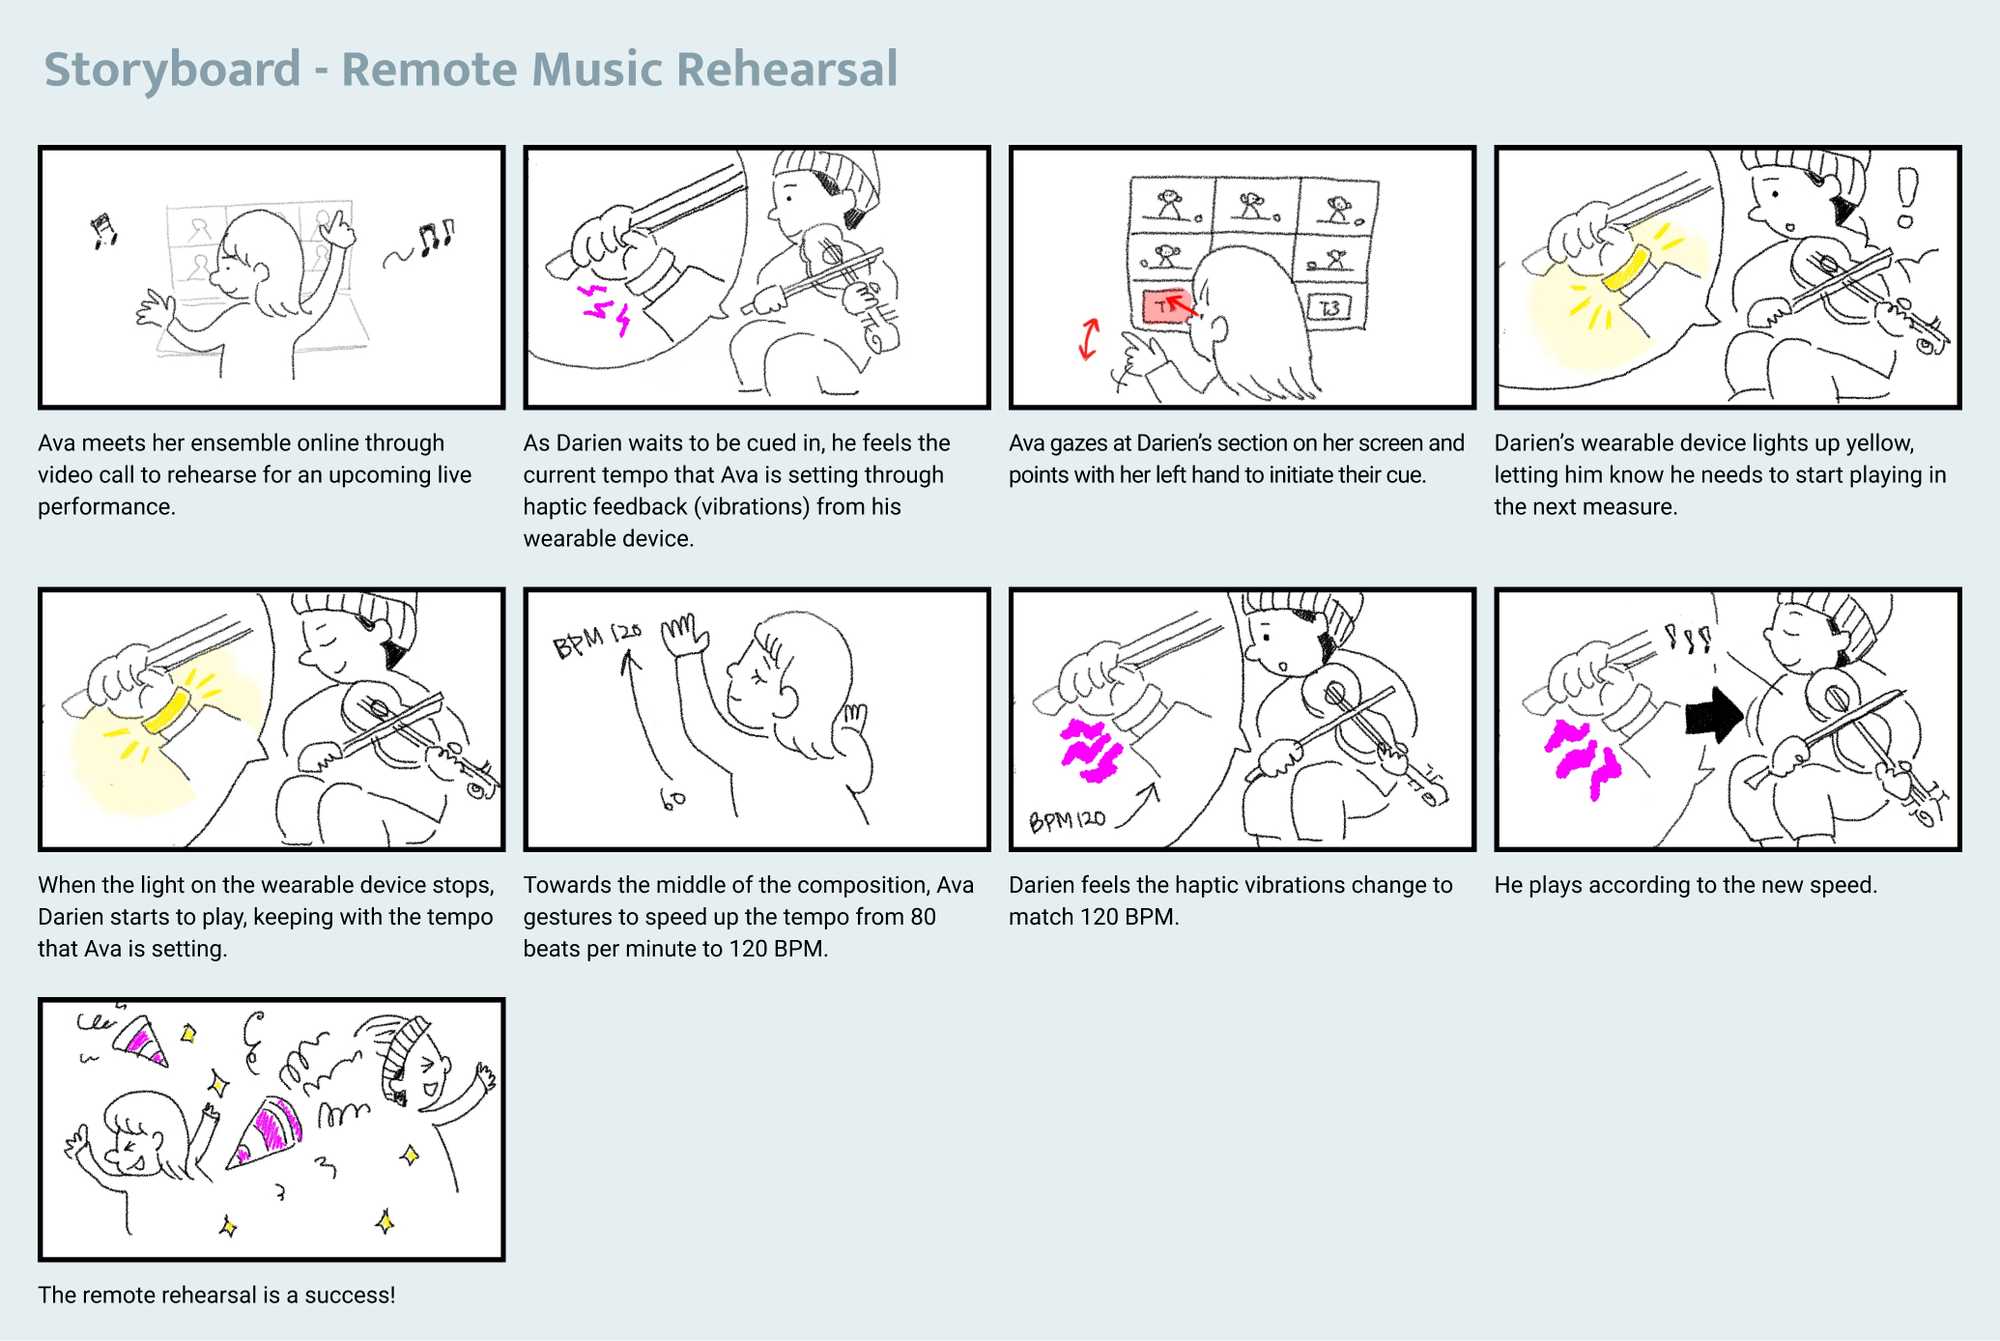 Storyboard - Remote Music Rehearsal
T3
Ava meets her ensemble online through
video call to rehearse for an upcoming live
performance.
As Darien waits to be cued in, he feels the
current tempo that Ava is setting through
haptic feedback (vibrations) from his
wearable device.
Ava gazes at Darien's section on her screen and
points with her left hand to initiate their cue.
Darien's wearable device lights up yellow,
letting him know he needs to start playing in
the next measure.
BPM 120
60
BPM 120
When the light on the wearable device stops,
Darien starts to play, keeping with the tempo
that Ava is setting.
Towards the middle of the composition, Ava
gestures to speed up the tempo from 80
beats per minute to 120 BPM.
Darien feels the haptic vibrations change to
match 120 BPM.
He plays according to the new speed.
The remote rehearsal is a success!